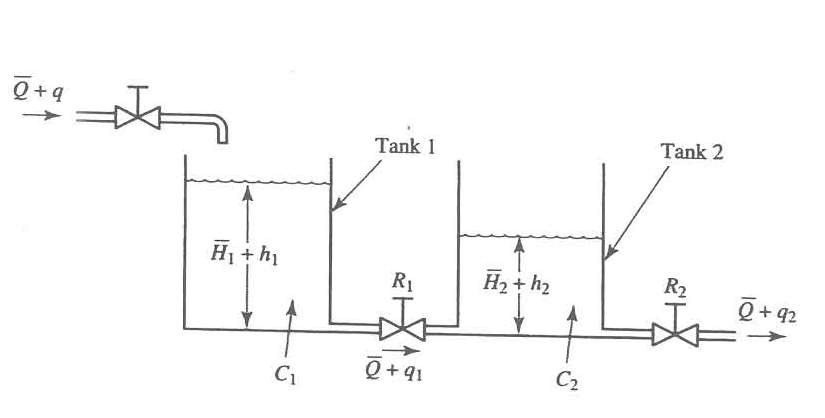 Q̅ + q
Tank 1
Tank 2
H̅₁ + h₁
R₁
H̅₂ + h₂
R₂
Q̅ + q₂
C₁
Q̅ + q₁
C₂